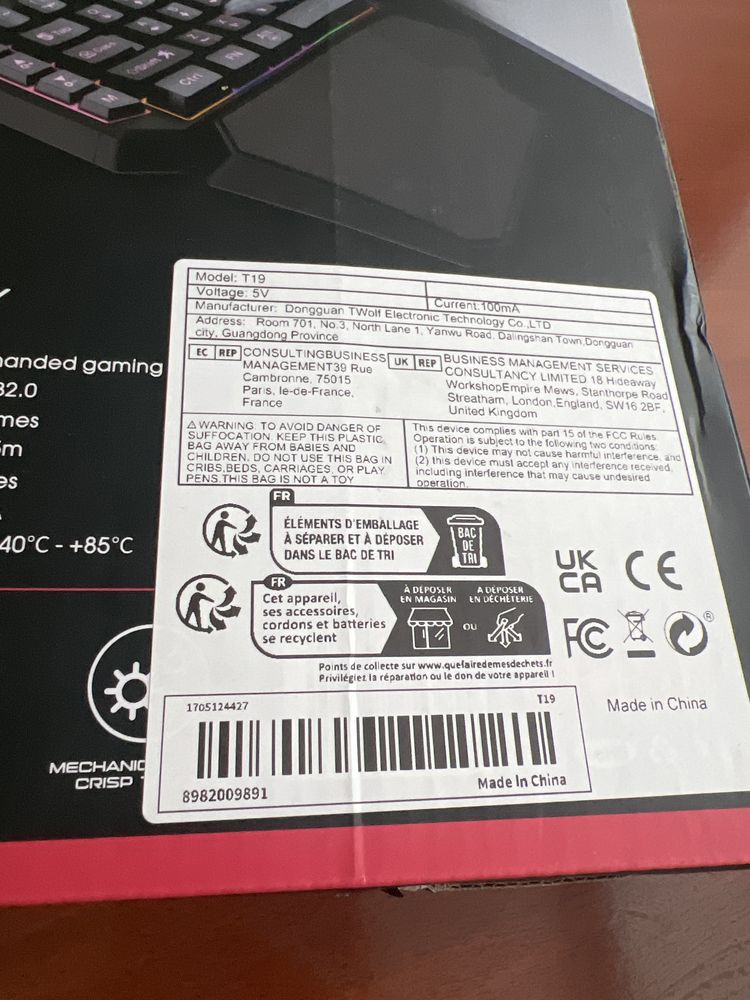 Tab
Caps
Shift
Ctrl
FN
Alt
M
Model: T19
Voltage: 5V
Current:100mA
Manufacturer: Dongguan TWolf Electronic Technology Co.,LTD
Address: Room 701, No.3, North Lane 1, Yanwu Road, Dalingshan Town,Dongguan
city, Guangdong Province
EC REP
CONSULTINGBUSINESS
MANAGEMENT39 Rue
Cambronne, 75015
Paris, Ie-de-France,
France
UK REP
BUSINESS MANAGEMENT SERVICES
CONSULTANCY LIMITED 18 Hideaway
WorkshopEmpire Mews, Stanthorpe Road
Streatham, London,England, SW16 2BF,
United Kingdom
⚠WARNING: TO AVOID DANGER OF
SUFFOCATION, KEEP THIS PLASTIC
BAG AWAY FROM BABIES AND
CHILDREN. DO NOT USE THIS BAG IN
CRIBS,BEDS, CARRIAGES, OR PLAY
PENS.THIS BAG IS NOT A TOY
This device complies with part 15 of the FCC Rules.
Operation is subject to the following two conditions:
(1) This device may not cause harmful interference, and
(2) this device must accept any interference received,
including interference that may cause undesired
operation.
FR
ÉLÉMENTS D'EMBALLAGE
À SÉPARER ET À DÉPOSER
DANS LE BAC DE TRI
BAC
DE
TRI
FR
Cet appareil,
ses accessoires,
cordons et batteries
se recyclent
À DÉPOSER
EN MAGASIN
OU
À DÉPOSER
EN DÉCHÈTERIE
Points de collecte sur www.quefairedemesdechets.fr
Privilégiez la réparation ou le don de votre appareil !
UK
CA
CE
FC
®
Made in China
1705124427
T19
8982009891
Made In China
anded gaming
B2.0
mes
m
es
40°C - +85°C
MECHANIC
CRISP